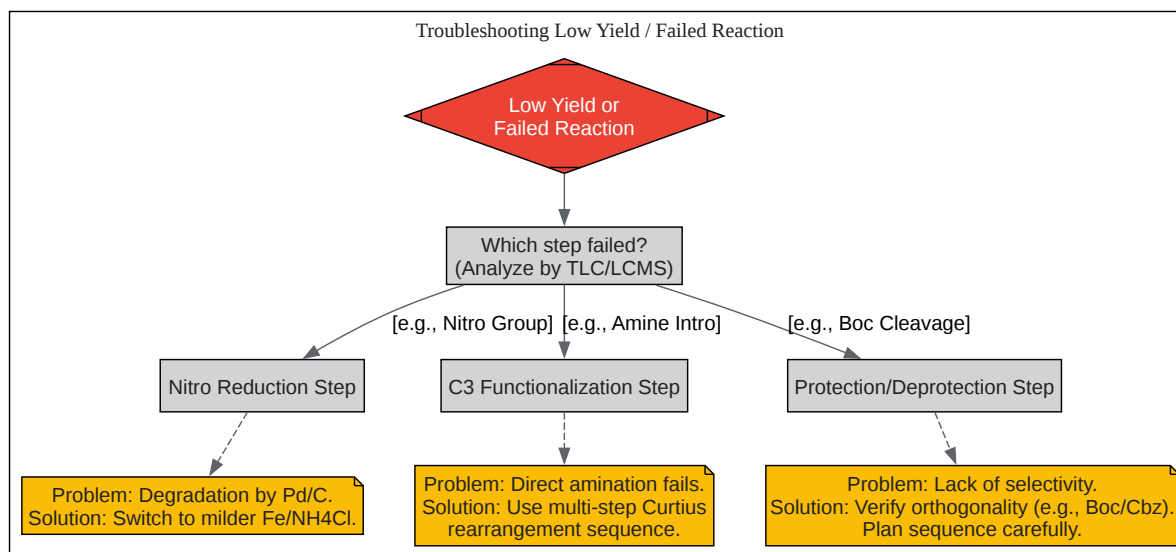 Troubleshooting Low Yield / Failed Reaction
Low Yield or
Failed Reaction
Which step failed?
(Analyze by TLC/LCMS)
[e.g., Nitro Group]
[e.g., Amine Intro]
[e.g., Boc Cleavage]
Nitro Reduction Step
C3 Functionalization Step
Protection/Deprotection Step
Problem: Degradation by Pd/C.
Solution: Switch to milder Fe/NH4Cl.
Problem: Direct amination fails.
Solution: Use multi-step Curtius
rearrangement sequence.
Problem: Lack of selectivity.
Solution: Verify orthogonality (e.g., Boc/Cbz).
Plan sequence carefully.